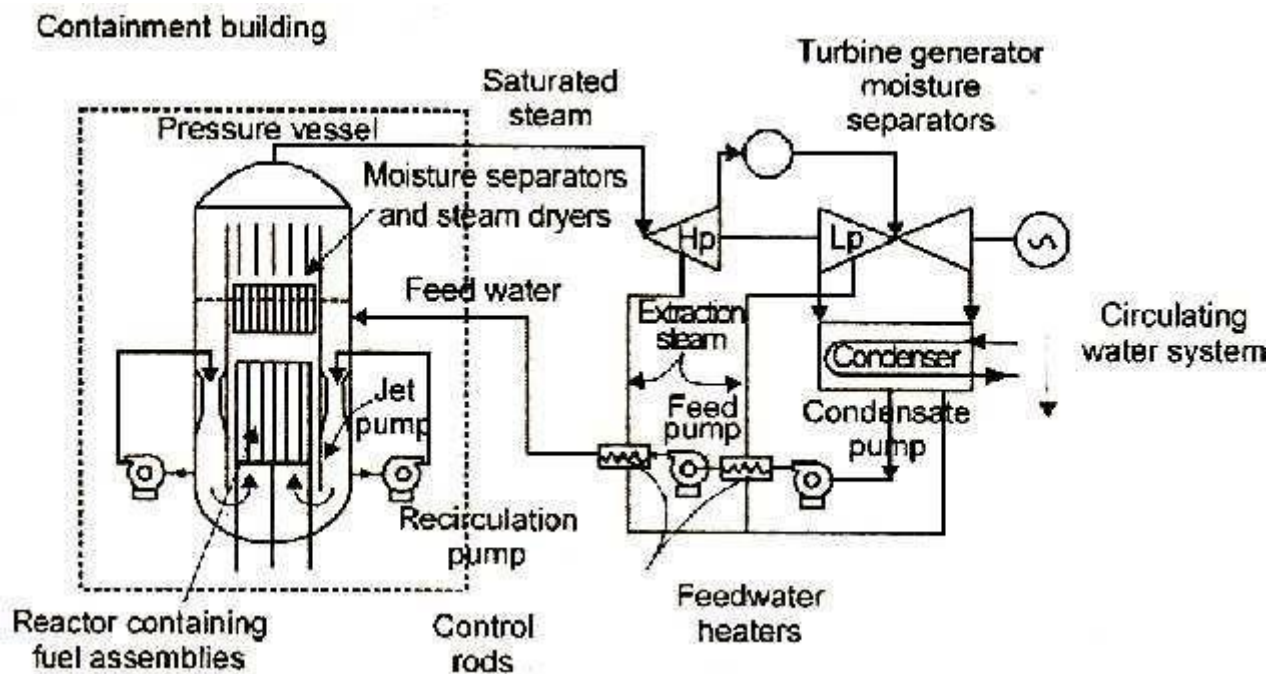 Containment building
Pressure vessel
Saturated
steam
Turbine generator
moisture
separators
Moisture separators
and steam dryers
Hp
Lp
Feed water
Extraction
steam
Condenser
Circulating
water system
Jet
pump
Feed
pump
Condensate
pump
Recirculation
pump
Feedwater
heaters
Reactor containing
fuel assemblies
Control
rods